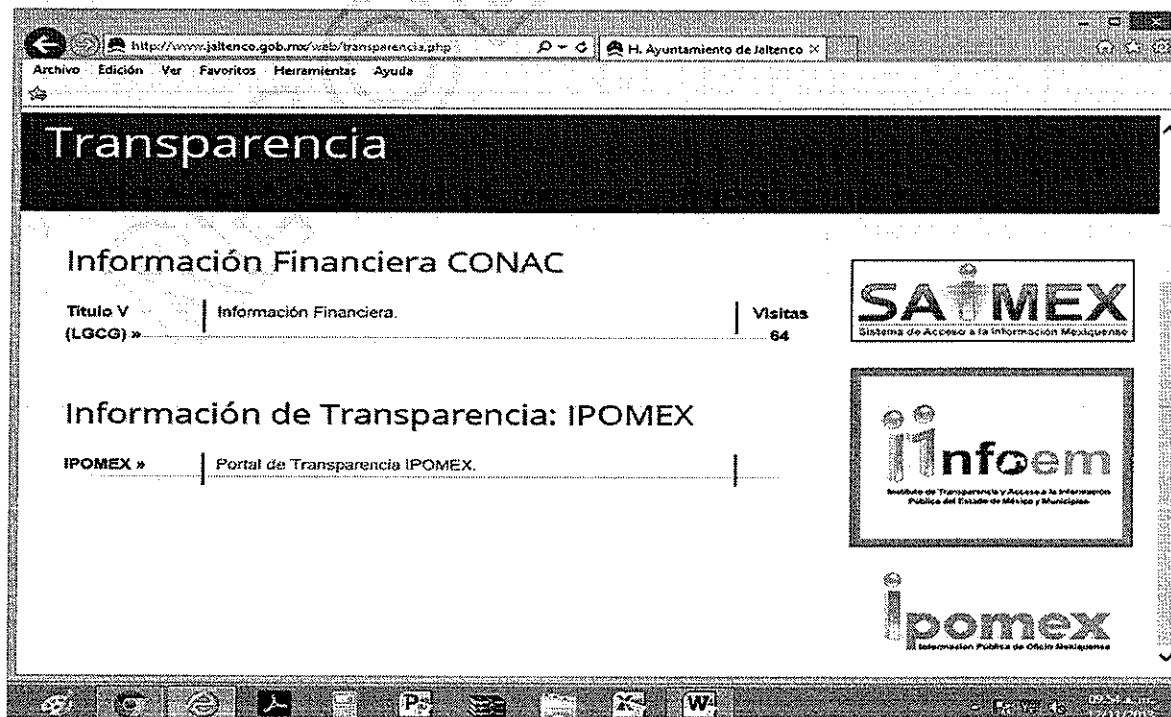 http://www.jaltenco.gob.mx/web/transparencia.php
H. Ayuntamiento de Jaltenco
Archivo Edición Ver Favoritos Herramientas Ayuda
Transparencia
Información Financiera CONAC
Título V Información Financiera. Visitas
(LGCG) » 64
Información de Transparencia: IPOMEX
IPOMEX » Portal de Transparencia IPOMEX.
SAIMEX
Sistema de Acceso a la Información Mexiquense
infoem
Instituto de Transparencia y Acceso a la Información
Pública del Estado de México y Municipios
ipomex
Información Pública de Oficio Mexiquense